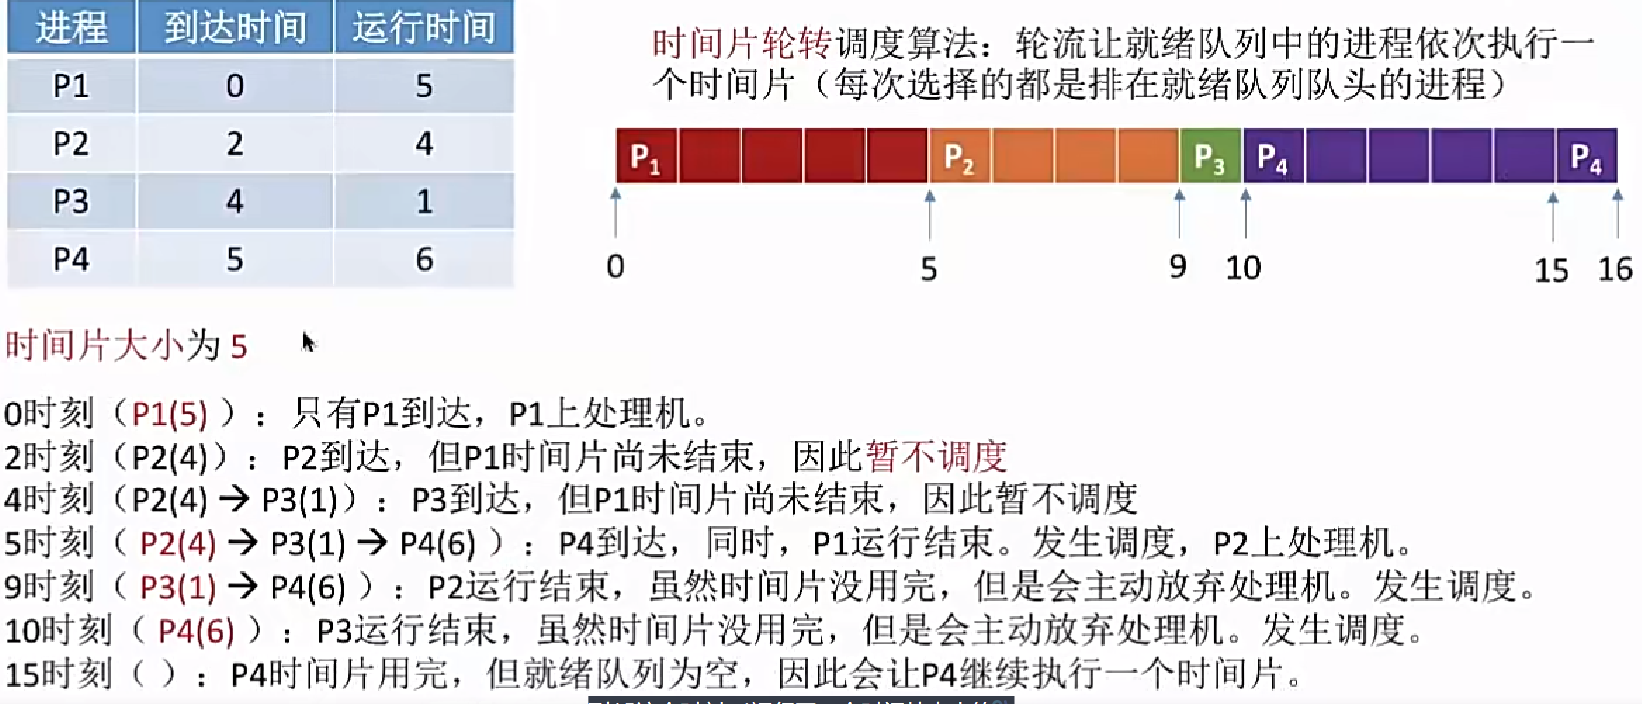 进程 到达时间 运行时间
P1 0 5
P2 2 4
P3 4 1
P4 5 6
时间片轮转调度算法：轮流让就绪队列中的进程依次执行一
个时间片（每次选择的都是排在就绪队列队头的进程）
P1 P2 P3 P4 P4
0 5 9 10 15 16
时间片大小为 5
0时刻（P1(5)）：只有P1到达，P1上处理机。
2时刻（P2(4)）：P2到达，但P1时间片尚未结束，因此暂不调度
4时刻（P2(4) → P3(1)）：P3到达，但P1时间片尚未结束，因此暂不调度
5时刻（ P2(4) → P3(1) → P4(6) ）：P4到达，同时，P1运行结束。发生调度，P2上处理机。
9时刻（ P3(1) → P4(6) ）：P2运行结束，虽然时间片没用完，但是会主动放弃处理机。发生调度。
10时刻（ P4(6) ）：P3运行结束，虽然时间片没用完，但是会主动放弃处理机。发生调度。
15时刻（ ）：P4时间片用完，但就绪队列为空，因此会让P4继续执行一个时间片。